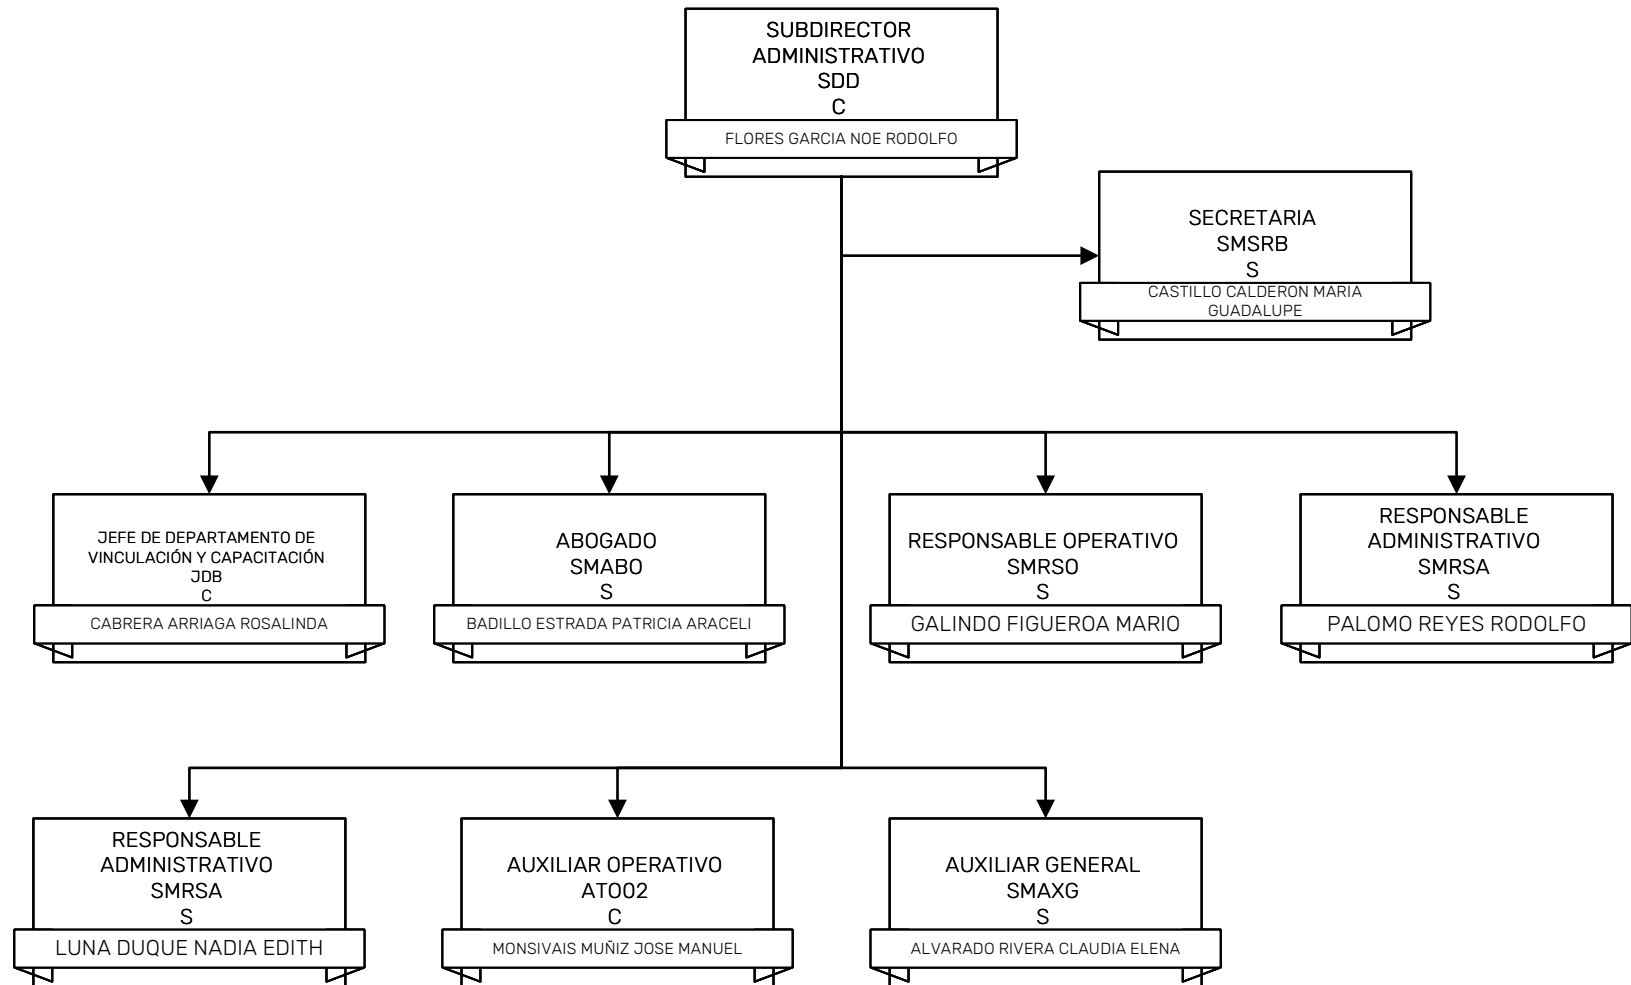 SUBDIRECTOR
ADMINISTRATIVO
SDD
C
FLORES GARCIA NOE RODOLFO
SECRETARIA
SMSRB
S
CASTILLO CALDERON MARIA
GUADALUPE
JEFE DE DEPARTAMENTO DE
VINCULACIÓN Y CAPACITACIÓN
JDB
C
CABRERA ARRIAGA ROSALINDA
ABOGADO
SMABO
S
BADILLO ESTRADA PATRICIA ARACELI
RESPONSABLE OPERATIVO
SMRSO
S
GALINDO FIGUEROA MARIO
RESPONSABLE
ADMINISTRATIVO
SMRSA
S
PALOMO REYES RODOLFO
RESPONSABLE
ADMINISTRATIVO
SMRSA
S
LUNA DUQUE NADIA EDITH
AUXILIAR OPERATIVO
ATO02
C
MONSIVAIS MUÑIZ JOSE MANUEL
AUXILIAR GENERAL
SMAXG
S
ALVARADO RIVERA CLAUDIA ELENA